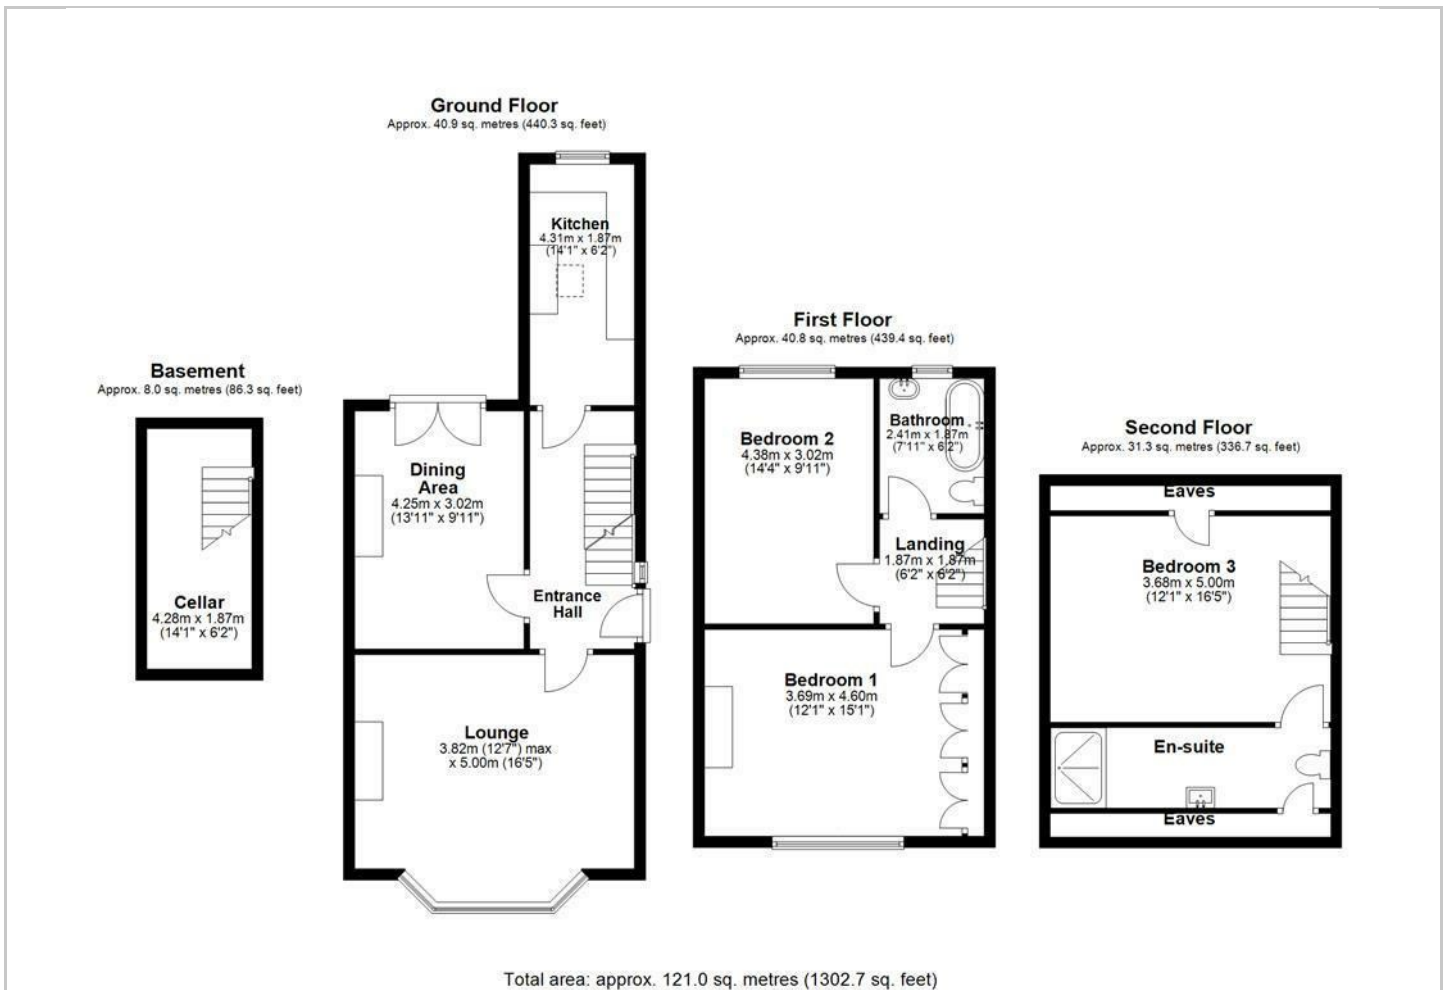 Ground Floor
Approx. 40.9 sq. metres (440.3 sq. feet)
Kitchen
4.31m x 1.87m
(14'1" x 6'2")
Dining
Area
4.25m x 3.02m
(13'11" x 9'11")
Entrance
Hall
Lounge
3.82m (12'7") max
x 5.00m (16'5")
Basement
Approx. 8.0 sq. metres (86.3 sq. feet)
Cellar
4.28m x 1.87m
(14'1" x 6'2")
First Floor
Approx. 40.8 sq. metres (439.4 sq. feet)
Bedroom 2
4.38m x 3.02m
(14'4" x 9'11")
Bathroom
2.41m x 1.87m
(7'11" x 6'2")
Landing
1.87m x 1.87m
(6'2" x 6'2")
Bedroom 1
3.69m x 4.60m
(12'1" x 15'1")
Second Floor
Approx. 31.3 sq. metres (336.7 sq. feet)
Eaves
Bedroom 3
3.68m x 5.00m
(12'1" x 16'5")
En-suite
Eaves
Total area: approx. 121.0 sq. metres (1302.7 sq. feet)